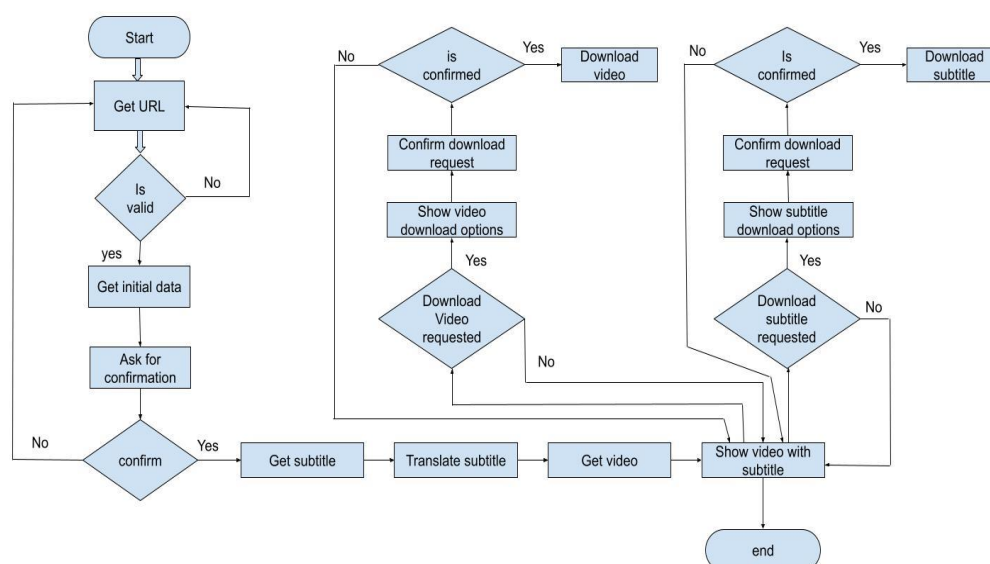 Start
Get URL
Is
valid
No
yes
Get initial data
Ask for
confirmation
confirm
No
Yes
Get subtitle
Translate subtitle
Get video
Show video with
subtitle
end
Download
Video
requested
Yes
No
Show video
download options
Confirm download
request
is
confirmed
No
Yes
Download
video
Download
subtitle
requested
Yes
No
Show subtitle
download options
Confirm download
request
Is
confirmed
No
Yes
Download
subtitle